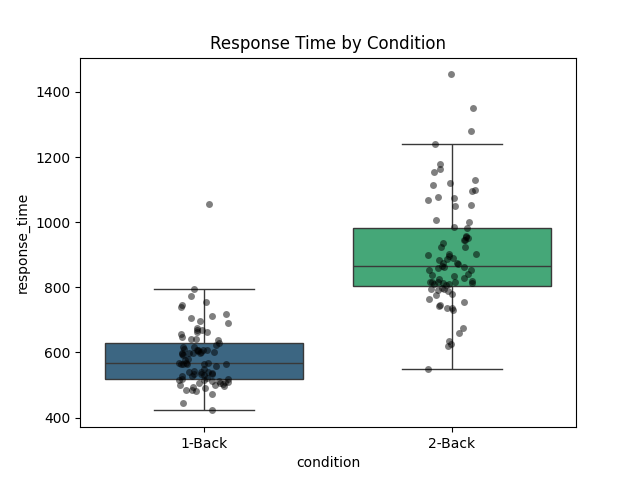 Response Time by Condition
response_time
1400
1200
1000
800
600
400
1-Back
2-Back
condition